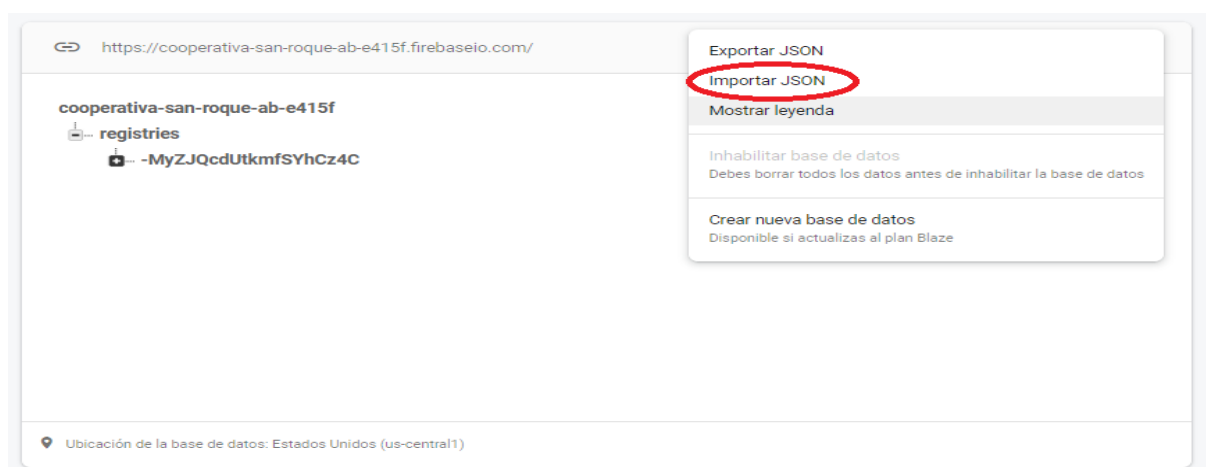 https://cooperativa-san-roque-ab-e415f.firebaseio.com/
cooperativa-san-roque-ab-e415f
registries
-MyZJQcdUtkmfSYhCz4C
Exportar JSON
Importar JSON
Mostrar leyenda
Inhabilitar base de datos
Debes borrar todos los datos antes de inhabilitar la base de datos
Crear nueva base de datos
Disponible si actualizas al plan Blaze
Ubicación de la base de datos: Estados Unidos (us-central1)